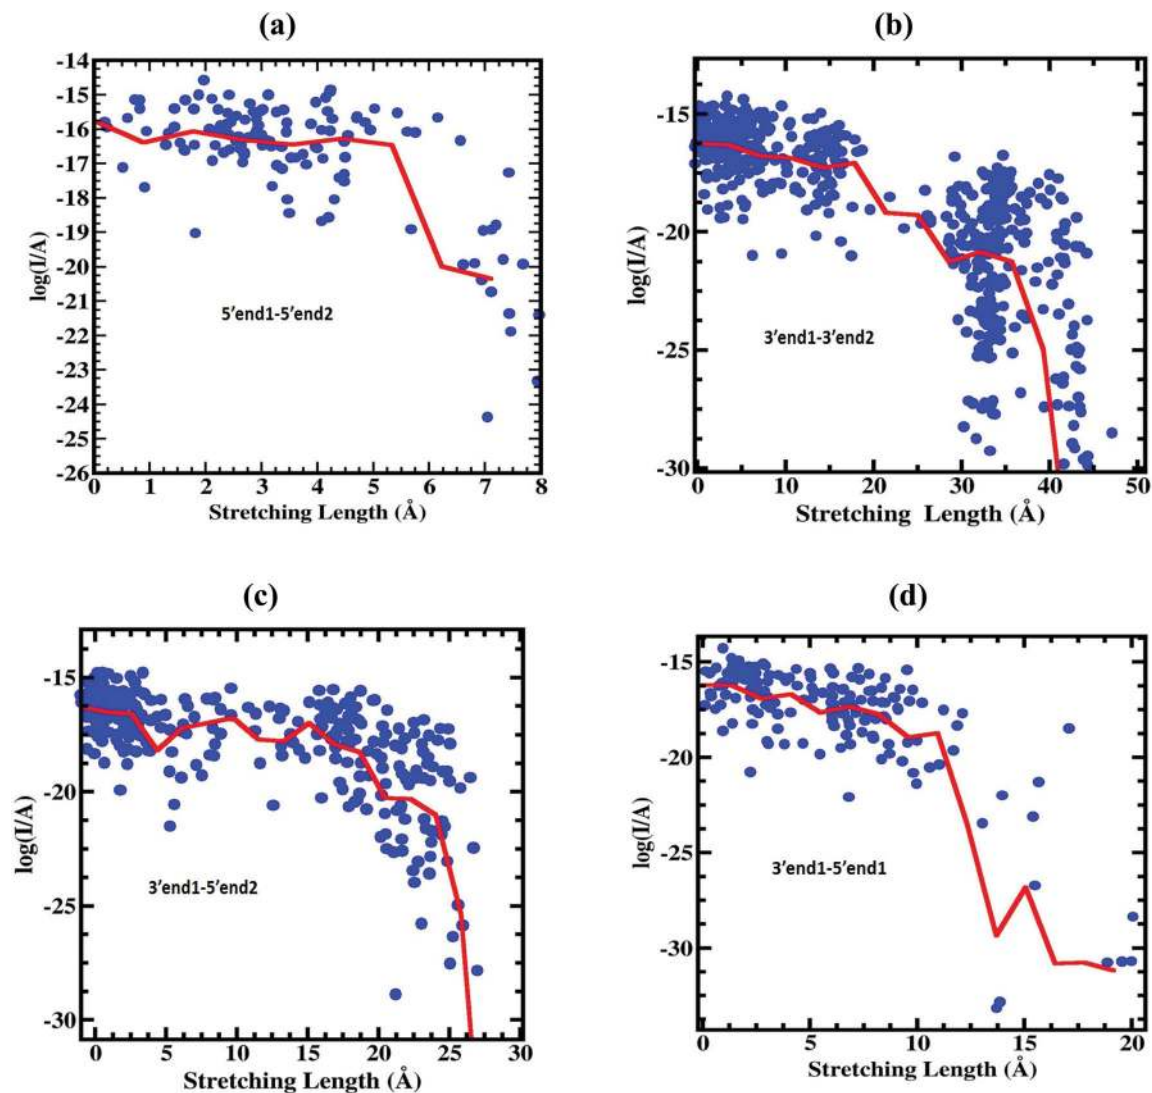 (a)
-14
-15
-16
-17
-18
-19
-20
-21
-22
-23
-24
-25
-26
log(I/A)
5'end1-5'end2
0 1 2 3 4 5 6 7 8
Stretching Length (Å)
(b)
-15
-20
-25
-30
log(I/A)
3'end1-3'end2
0 10 20 30 40 50
Stretching Length (Å)
(c)
-15
-20
-25
-30
log(I/A)
3'end1-5'end2
0 5 10 15 20 25 30
Stretching Length (Å)
(d)
-15
-20
-25
-30
log(I/A)
3'end1-5'end1
0 5 10 15 20
Stretching Length (Å)